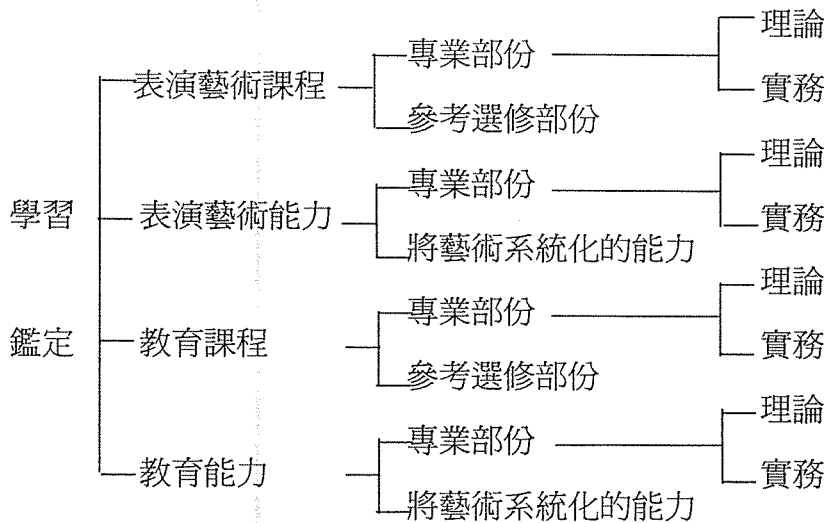 理論
專業部份
表演藝術課程
實務
參考選修部份
理論
專業部份
學習
表演藝術能力
實務
將藝術系統化的能力
理論
專業部份
鑑定
教育課程
實務
參考選修部份
理論
專業部份
教育能力
實務
將藝術系統化的能力